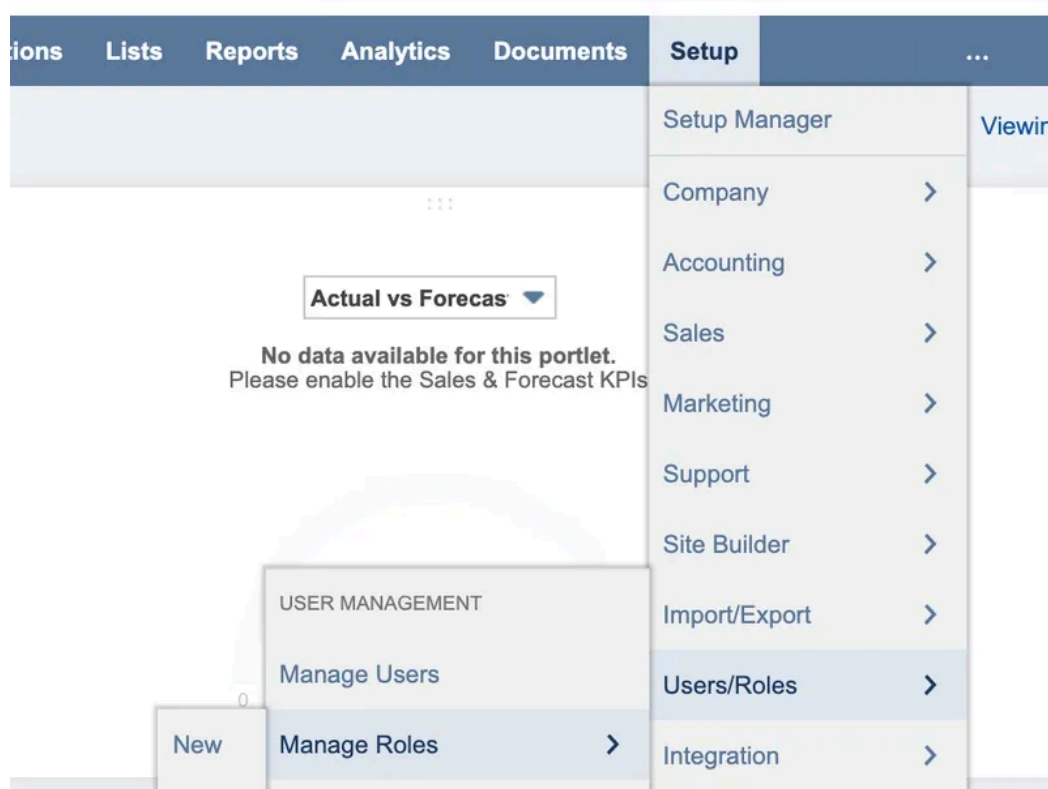 tions Lists Reports Analytics Documents Setup ...
Setup Manager
Viewin
Company
Accounting
Actual vs Forecas
Sales
No data available for this portlet.
Please enable the Sales & Forecast KPIs
Marketing
Support
Site Builder
USER MANAGEMENT
Import/Export
Manage Users
Users/Roles
0
New
Manage Roles
Integration